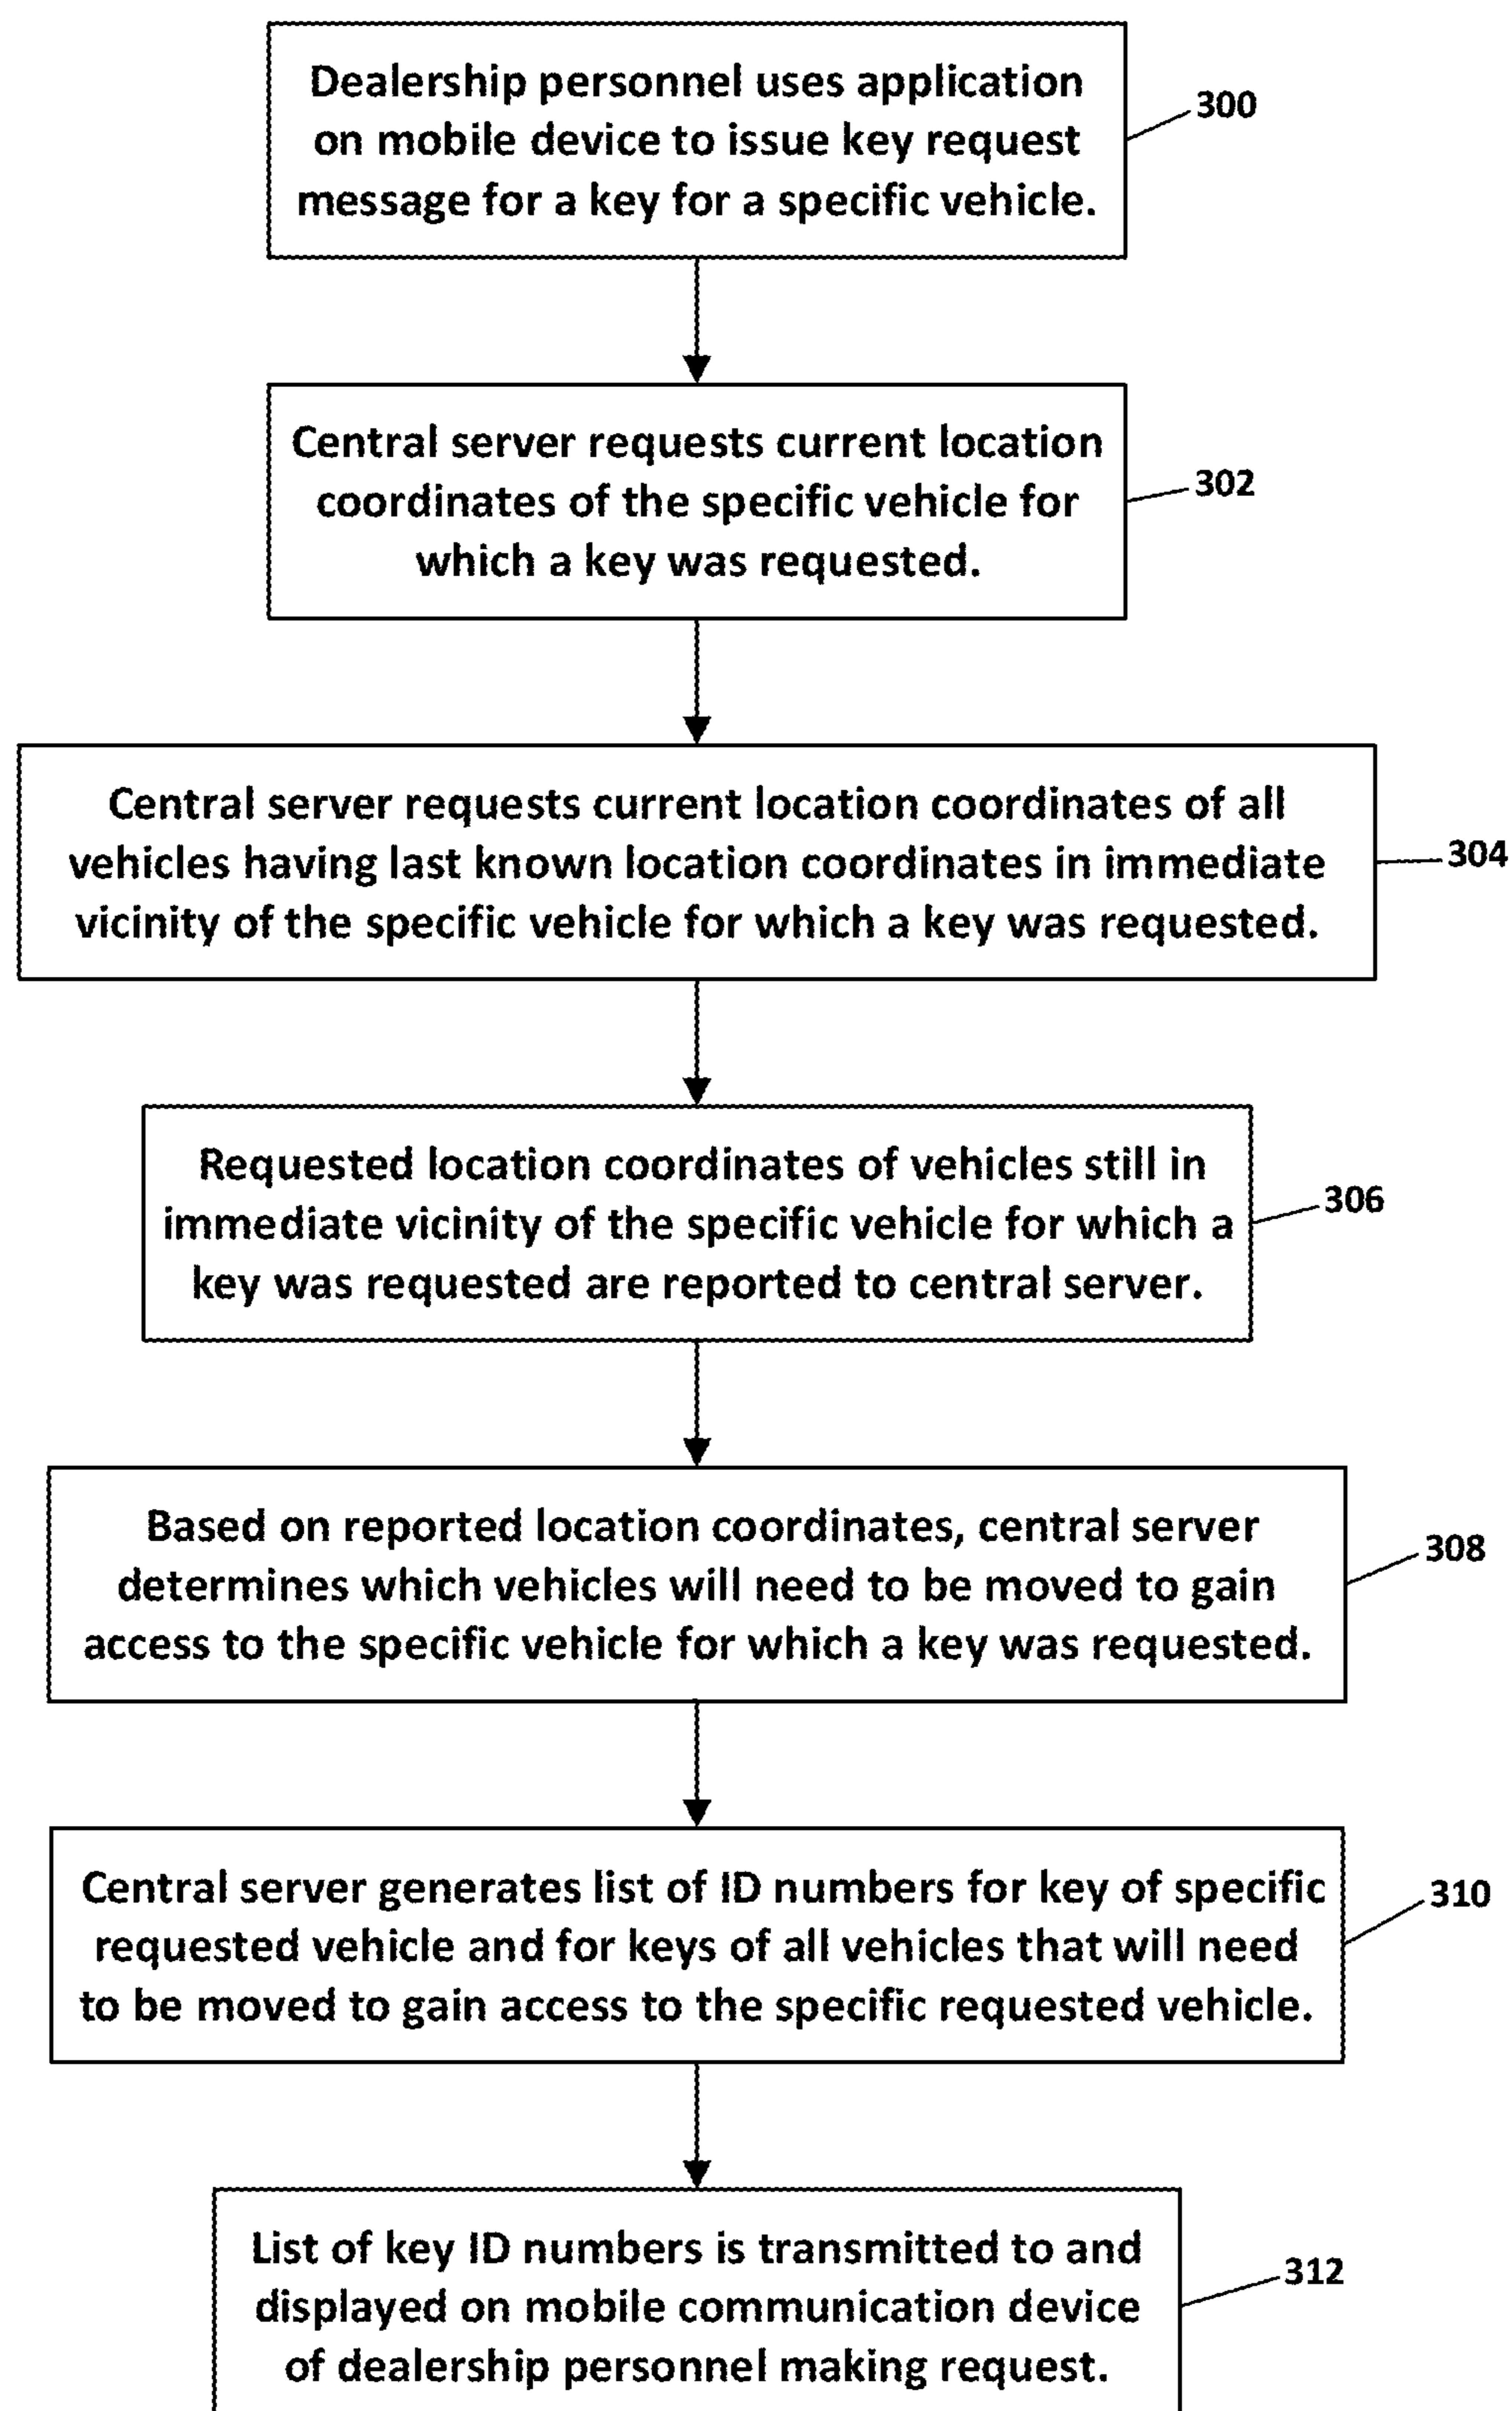 Dealership personnel uses application
on mobile device to issue key request
message for a key for a specific vehicle.
300
Central server requests current location
coordinates of the specific vehicle for
which a key was requested.
302
Central server requests current location coordinates of all
vehicles having last known location coordinates in immediate
vicinity of the specific vehicle for which a key was requested.
304
Requested location coordinates of vehicles still in
immediate vicinity of the specific vehicle for which a
key was requested are reported to central server.
306
Based on reported location coordinates, central server
determines which vehicles will need to be moved to gain
access to the specific vehicle for which a key was requested.
308
Central server generates list of ID numbers for key of specific
requested vehicle and for keys of all vehicles that will need
to be moved to gain access to the specific requested vehicle.
310
List of key ID numbers is transmitted to and
displayed on mobile communication device
of dealership personnel making request.
312